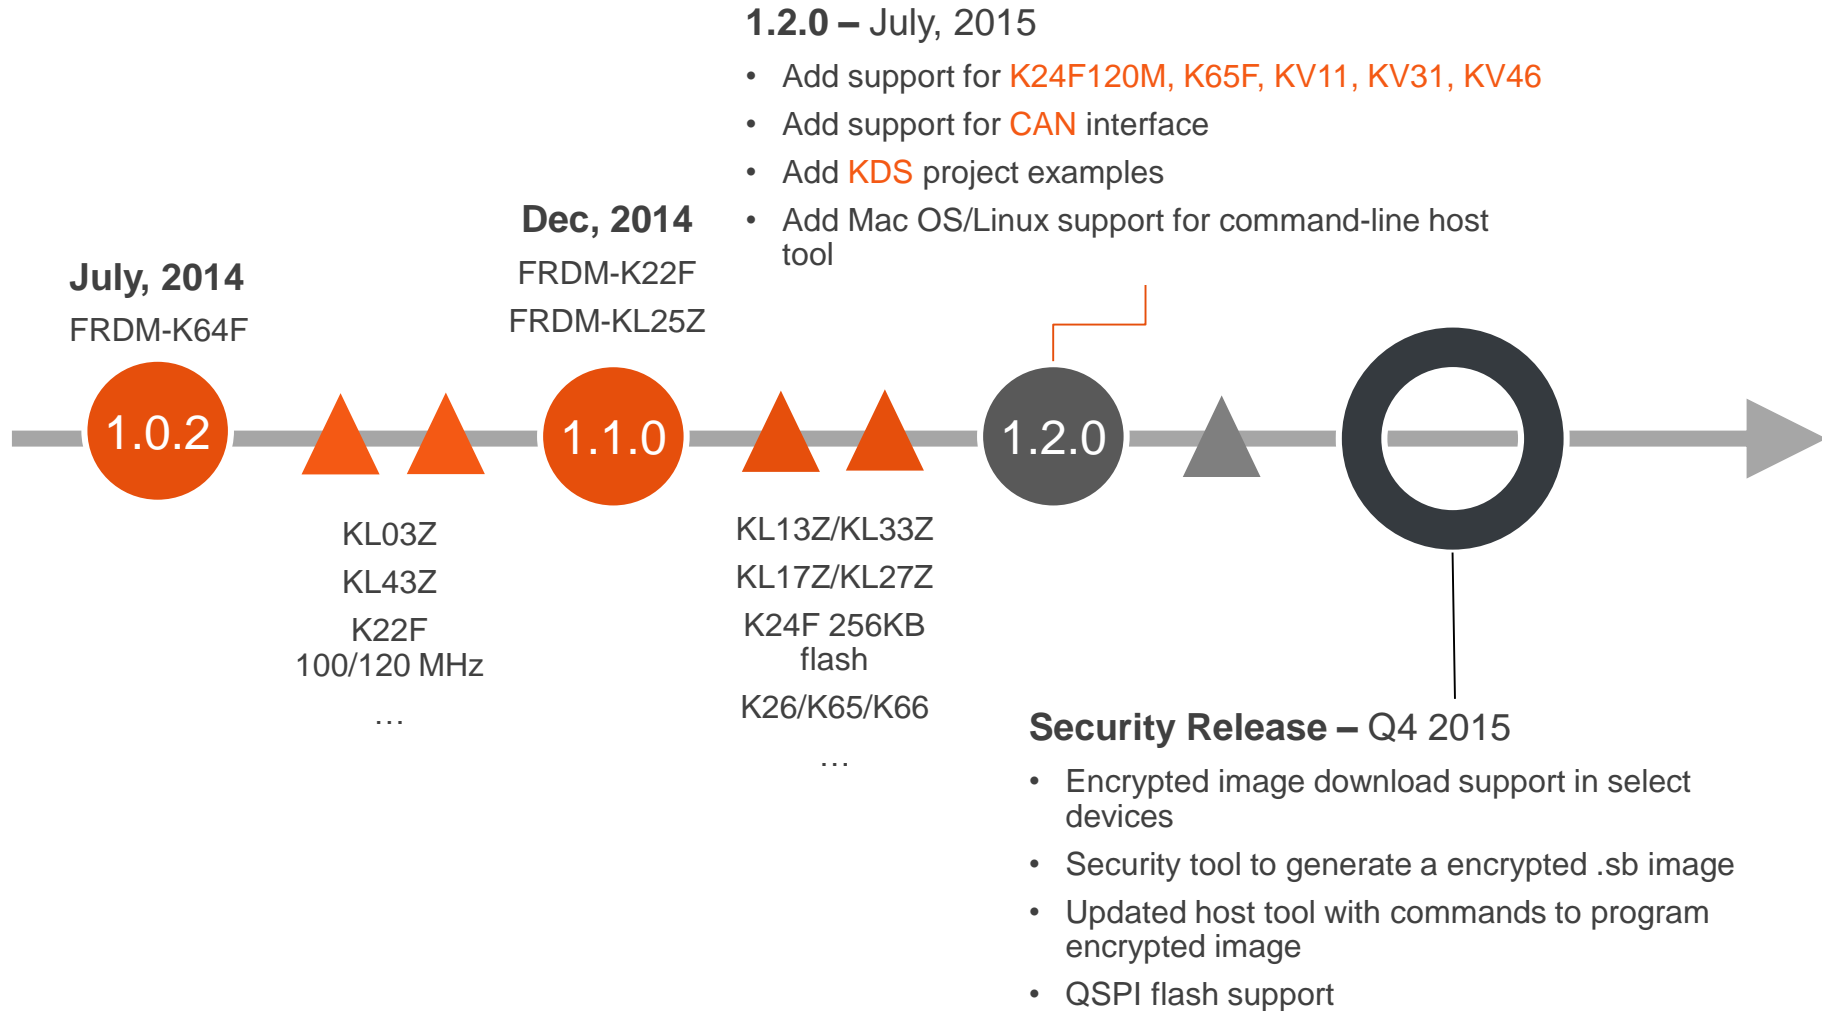 1.2.0 – July, 2015
• Add support for K24F120M, K65F, KV11, KV31, KV46
• Add support for CAN interface
• Add KDS project examples
• Add Mac OS/Linux support for command-line host
tool
Dec, 2014
FRDM-K22F
FRDM-KL25Z
July, 2014
FRDM-K64F
1.0.2
1.1.0
1.2.0
KL03Z
KL43Z
K22F
100/120 MHz
…
KL13Z/KL33Z
KL17Z/KL27Z
K24F 256KB
flash
K26/K65/K66
…
Security Release – Q4 2015
• Encrypted image download support in select
devices
• Security tool to generate a encrypted .sb image
• Updated host tool with commands to program
encrypted image
• QSPI flash support